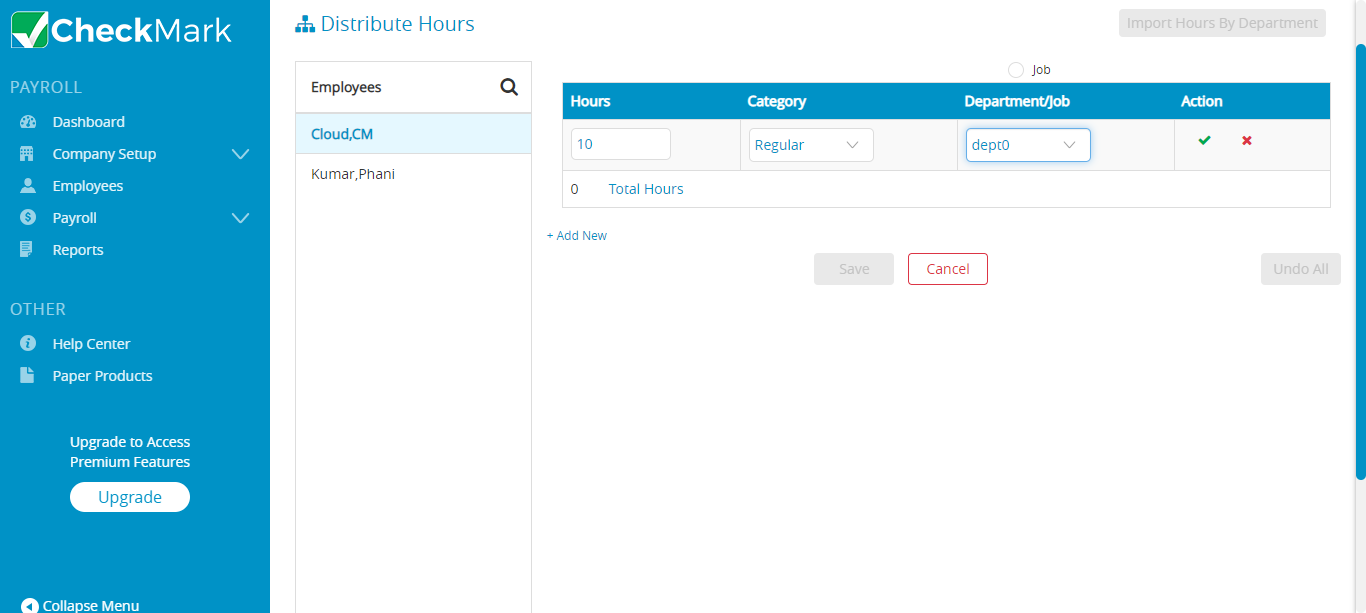 CheckMark
PAYROLL
Dashboard
Company Setup
Employees
Payroll
Reports
OTHER
Help Center
Paper Products
Upgrade to Access
Premium Features
Upgrade
Collapse Menu
Distribute Hours
Import Hours By Department
Employees
Cloud,CM
Kumar,Phani
Job
Hours Category Department/Job Action
10 Regular dept0
0 Total Hours
+ Add New
Save Cancel Undo All